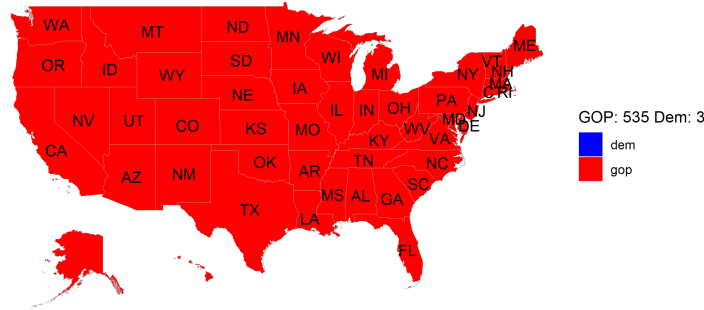 WA
MT
ND
MN
ME
OR
ID
SD
WI
MI
NY
VT
NH
MA
CT
RI
WY
NE
IA
PA
NJ
NV
UT
CO
KS
MO
IL
IN
OH
WV
MD
DE
VA
KY
CA
AZ
NM
OK
AR
TN
NC
SC
TX
LA
MS
AL
GA
FL
GOP: 535 Dem: 3
dem
gop